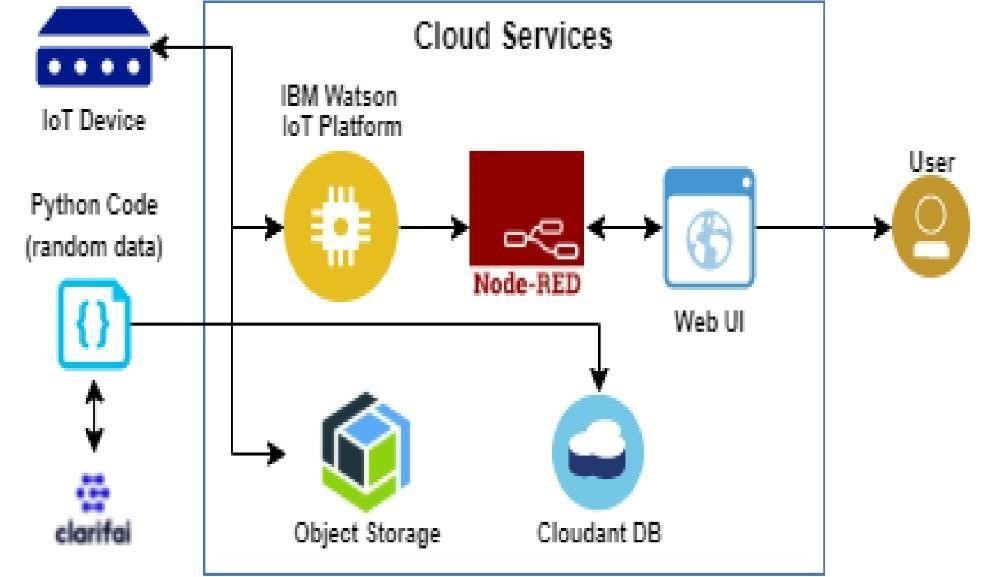 Cloud Services
IoT Device
IBM Watson
IoT Platform
User
Python Code
(random data)
{}
Node-RED
Web UI
clarifai
Object Storage
Cloudant DB